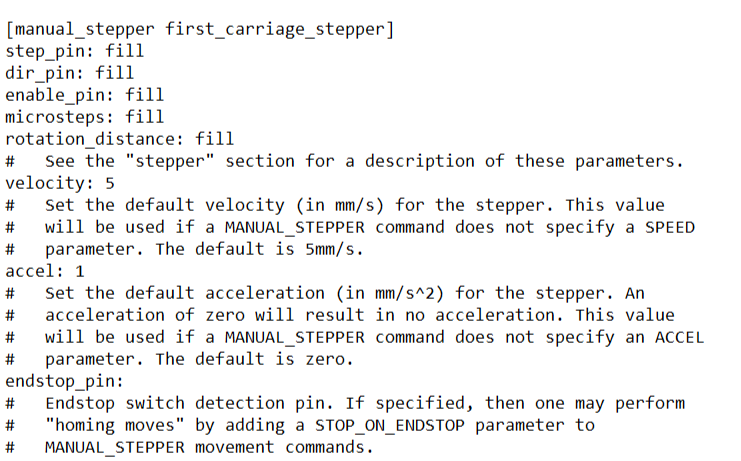 [manual_stepper first_carriage_stepper]
step_pin: fill
dir_pin: fill
enable_pin: fill
microsteps: fill
rotation_distance: fill
#   See the "stepper" section for a description of these parameters.
velocity: 5
#   Set the default velocity (in mm/s) for the stepper. This value
#   will be used if a MANUAL_STEPPER command does not specify a SPEED
#   parameter. The default is 5mm/s.
accel: 1
#   Set the default acceleration (in mm/s^2) for the stepper. An
#   acceleration of zero will result in no acceleration. This value
#   will be used if a MANUAL_STEPPER command does not specify an ACCEL
#   parameter. The default is zero.
endstop_pin:
#   Endstop switch detection pin. If specified, then one may perform
#   "homing moves" by adding a STOP_ON_ENDSTOP parameter to
#   MANUAL_STEPPER movement commands.